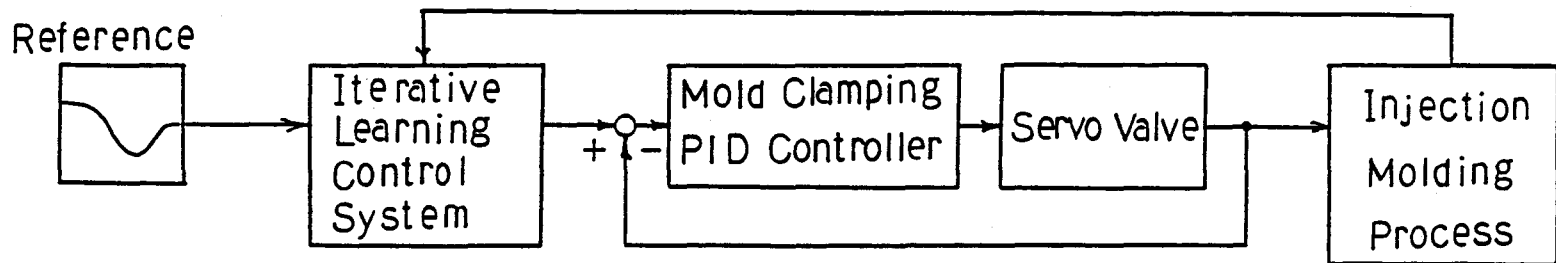 Reference
Iterative
Learning
Control
System
+
-
Mold Clamping
PID Controller
Servo Valve
Injection
Molding
Process